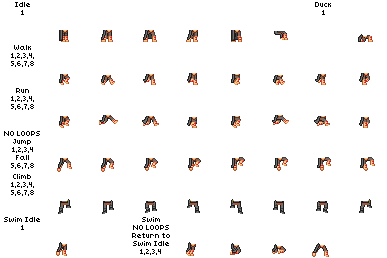 Idle
1
Duck
1
Walk
1,2,3,4,
5,6,7,8
Run
1,2,3,4,
5,6,7,8
NO LOOPS
Jump
1,2,3,4
Fall
5,6,7,8
Climb
1,2,3,4,
5,6,7,8
Swim Idle
1
Swim
NO LOOPS
Return to
Swim Idle
1,2,3,4